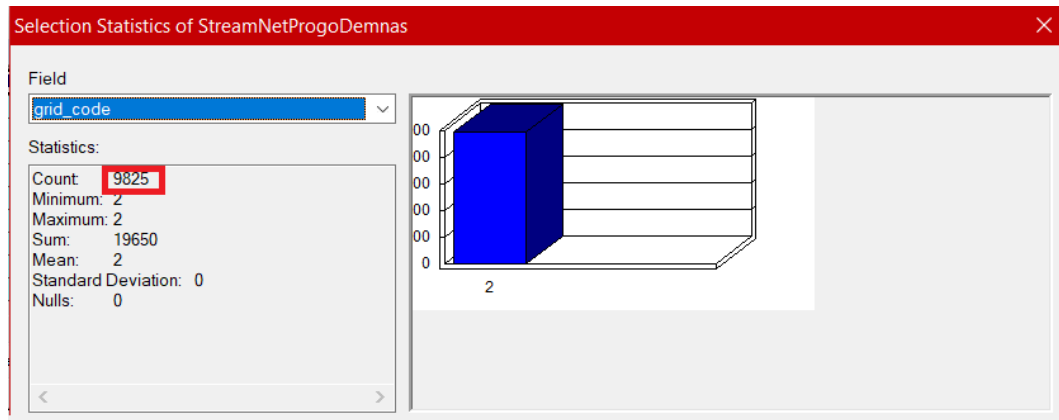 Selection Statistics of StreamNetProgoDemnas
Field
grid_code
Statistics:
Count: 9825
Minimum: 2
Maximum: 2
Sum: 19650
Mean: 2
Standard Deviation: 0
Nulls: 0
00
00
00
00
00
0
2